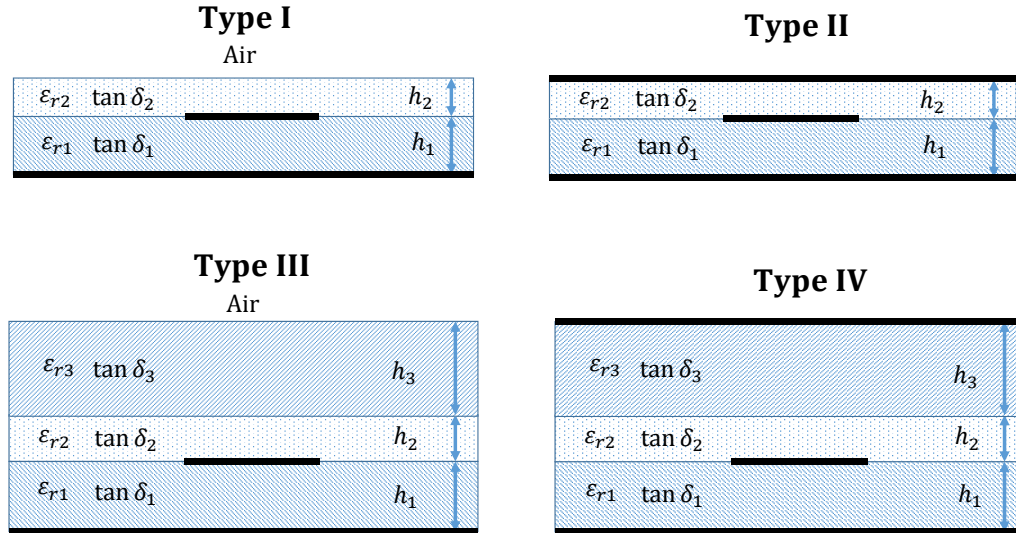 Type I
Air
εr2 tan δ2 h2
εr1 tan δ1 h1
Type II
εr2 tan δ2 h2
εr1 tan δ1 h1
Type III
Air
εr3 tan δ3 h3
εr2 tan δ2 h2
εr1 tan δ1 h1
Type IV
εr3 tan δ3 h3
εr2 tan δ2 h2
εr1 tan δ1 h1